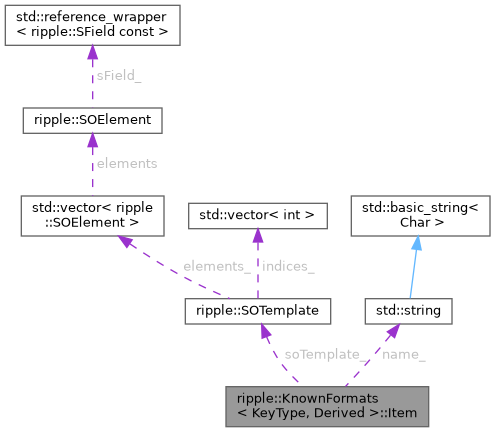 std::reference_wrapper
< ripple::SField const >
sField_
ripple::SOElement
elements
std::vector< ripple
::SOElement >
std::vector< int >
std::basic_string<
Char >
elements_
indices_
ripple::SOTemplate
std::string
soTemplate_
name_
ripple::KnownFormats
< KeyType, Derived >::Item